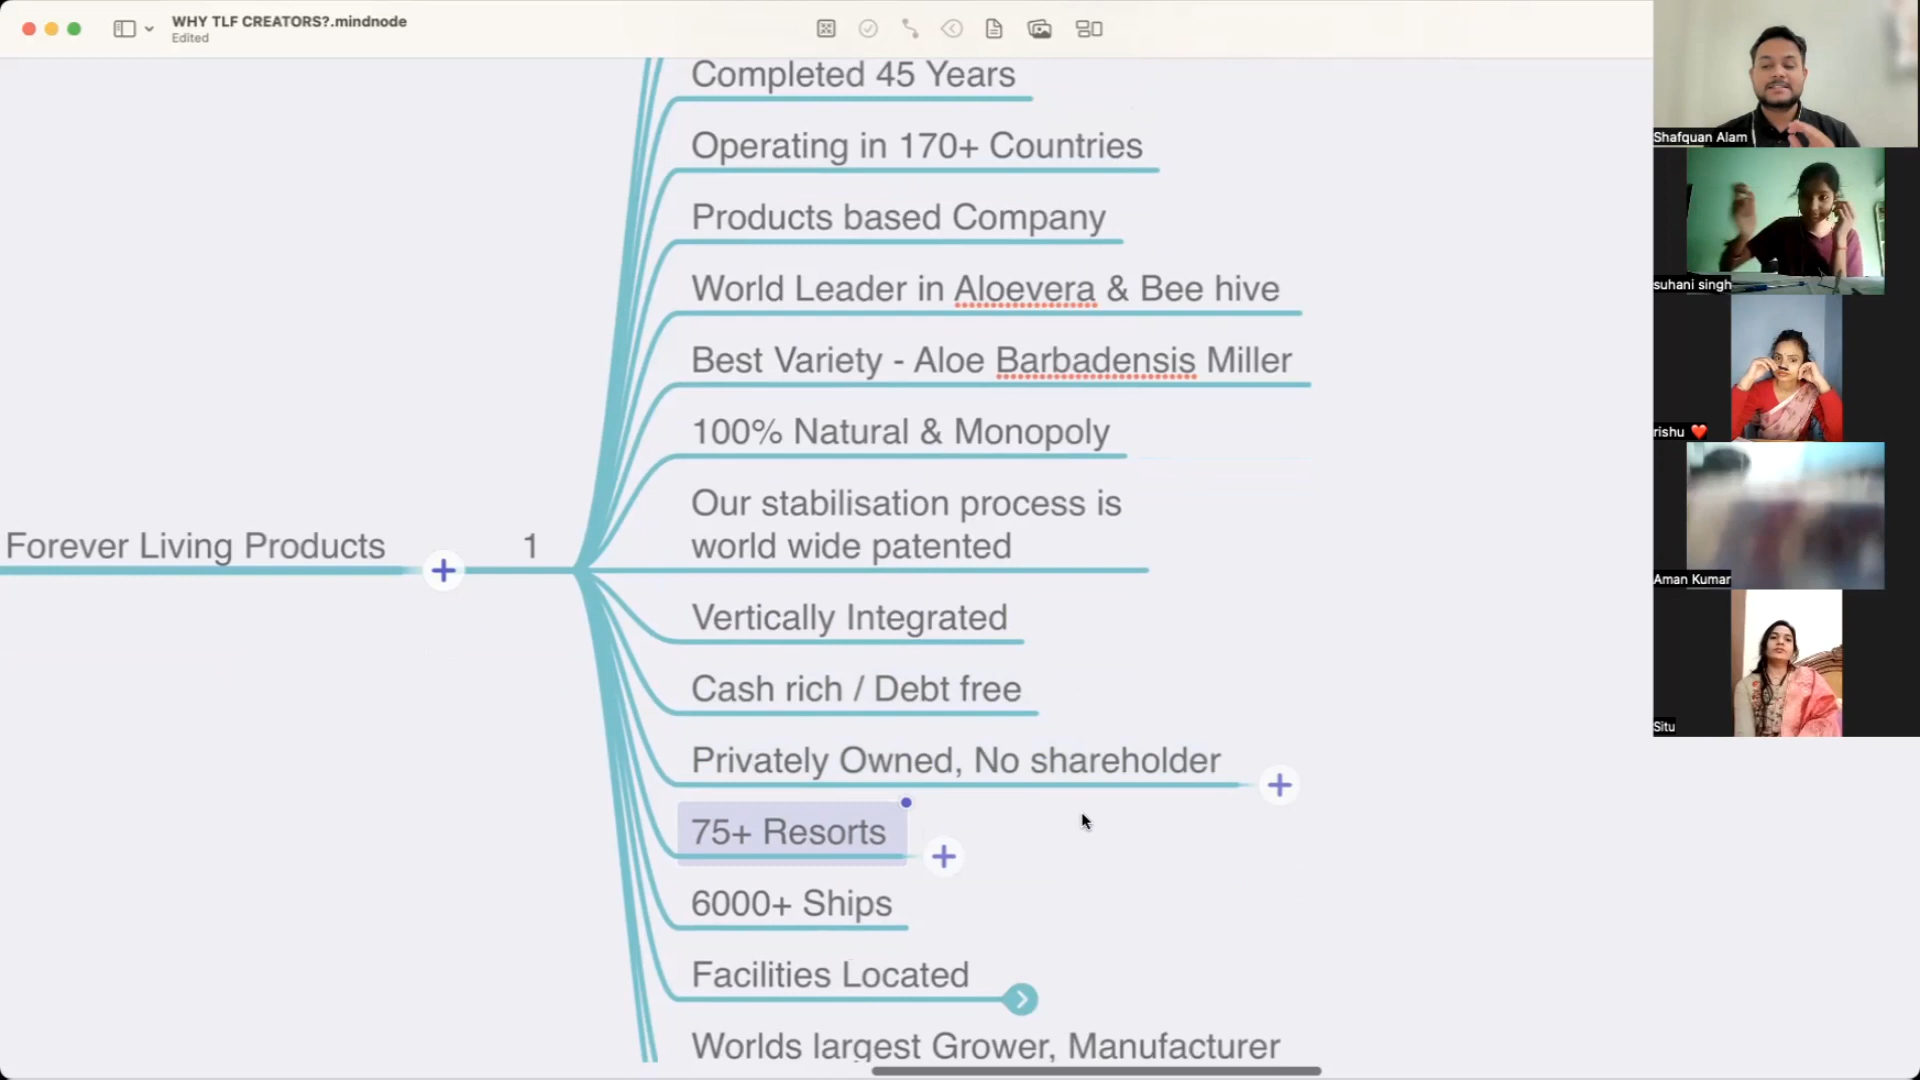 WHY TLF CREATORS?.mindnode
Edited
Completed 45 Years
Operating in 170+ Countries
Products based Company
World Leader in Aloevera & Bee hive
Best Variety - Aloe Barbadensis Miller
100% Natural & Monopoly
Our stabilisation process is
world wide patented
Forever Living Products
1
Vertically Integrated
Cash rich / Debt free
Privately Owned, No shareholder
75+ Resorts
6000+ Ships
Facilities Located
Worlds largest Grower, Manufacturer
Shafquan Alam
suhani singh
rishu ❤️
Aman Kumar
Situ